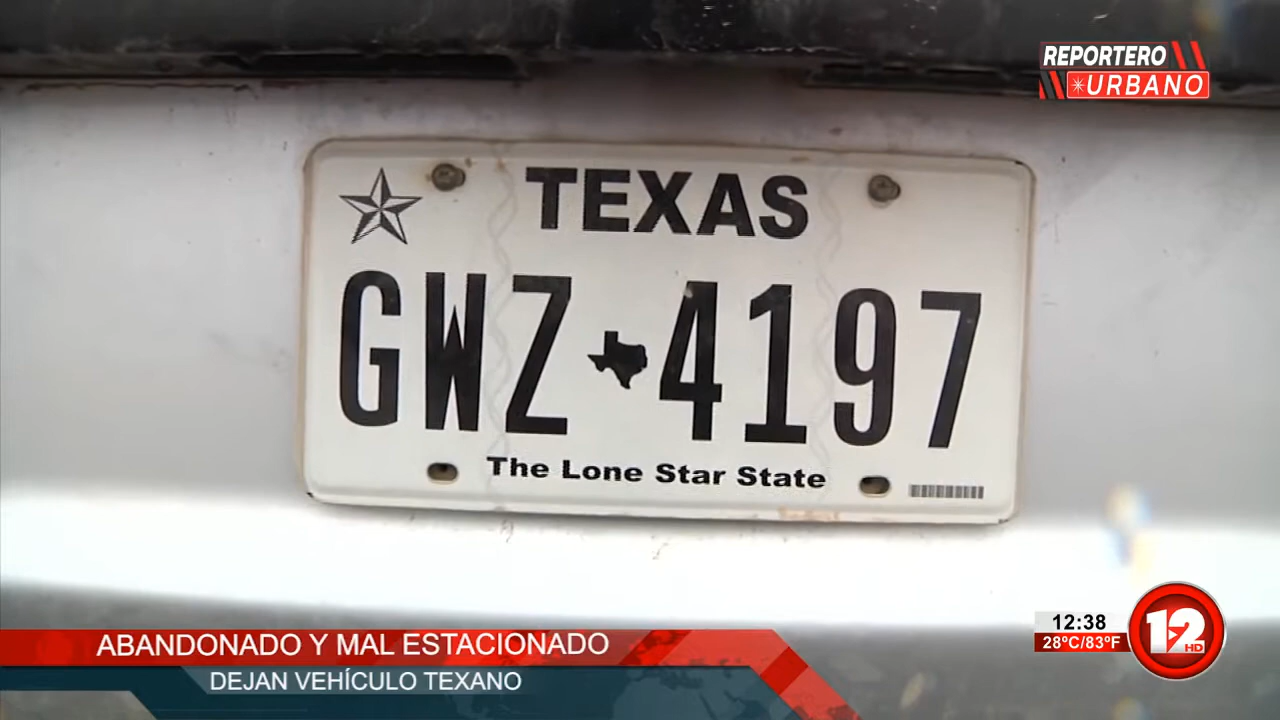 REPORTERO
URBANO
TEXAS
GWZ 4197
The Lone Star State
12:38
28°C/83°F
12
HD
ABANDONADO Y MAL ESTACIONADO
DEJAN VEHÍCULO TEXANO